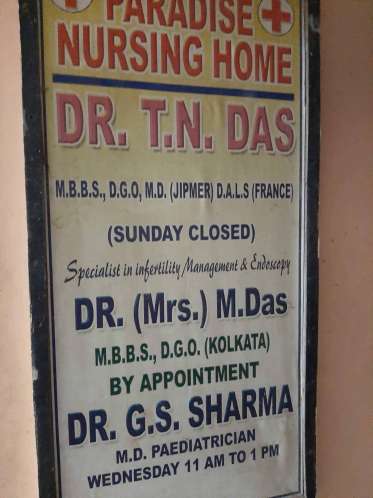 PARADISE
NURSING HOME
DR. T.N. DAS
M.B.B.S., D.G.O, M.D. (JIPMER) D.A.L.S (FRANCE)
(SUNDAY CLOSED)
Specialist in infertility Management & Endoscopy
DR. (Mrs.) M.Das
M.B.B.S., D.G.O. (KOLKATA)
BY APPOINTMENT
DR. G.S. SHARMA
M.D. PAEDIATRICIAN
WEDNESDAY 11 AM TO 1 PM